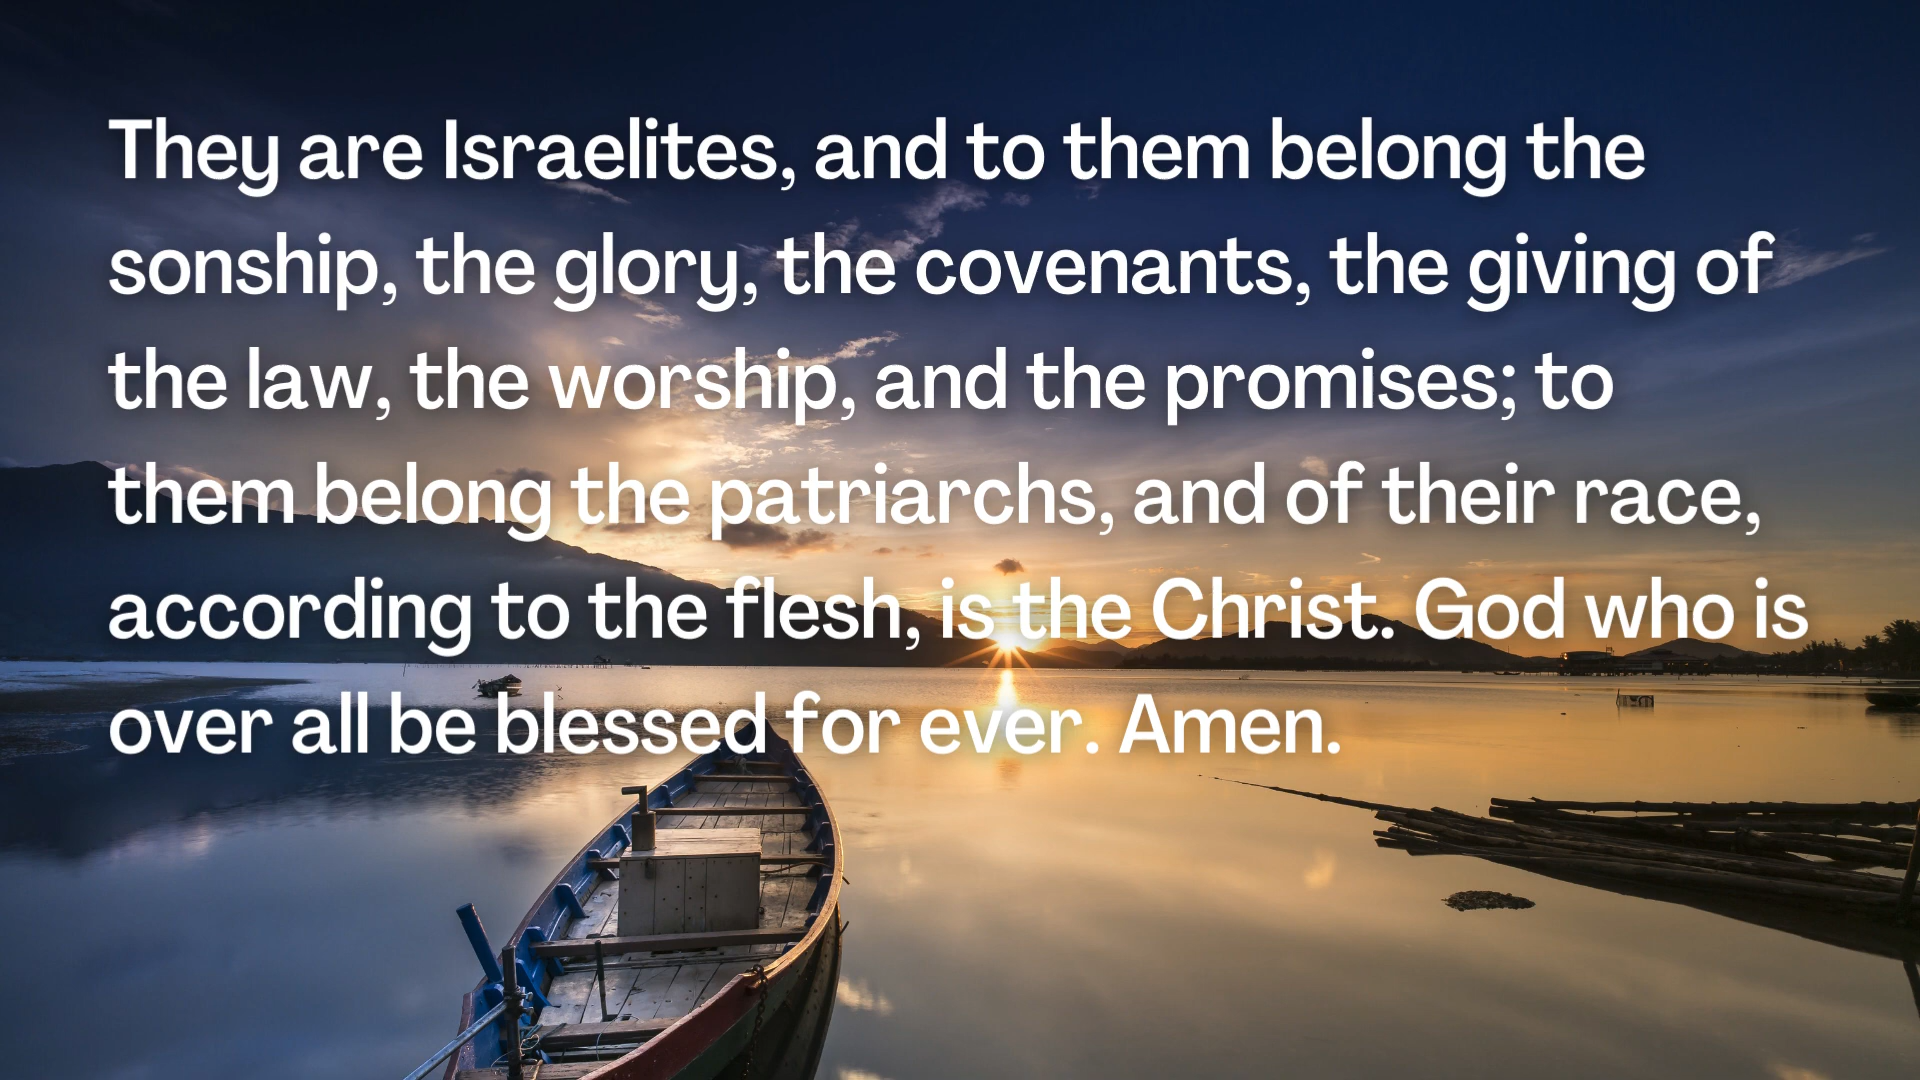 They are Israelites, and to them belong the
sonship, the glory, the covenants, the giving of
the law, the worship, and the promises; to
them belong the patriarchs, and of their race,
according to the flesh, is the Christ. God who is
over all be blessed for ever. Amen.